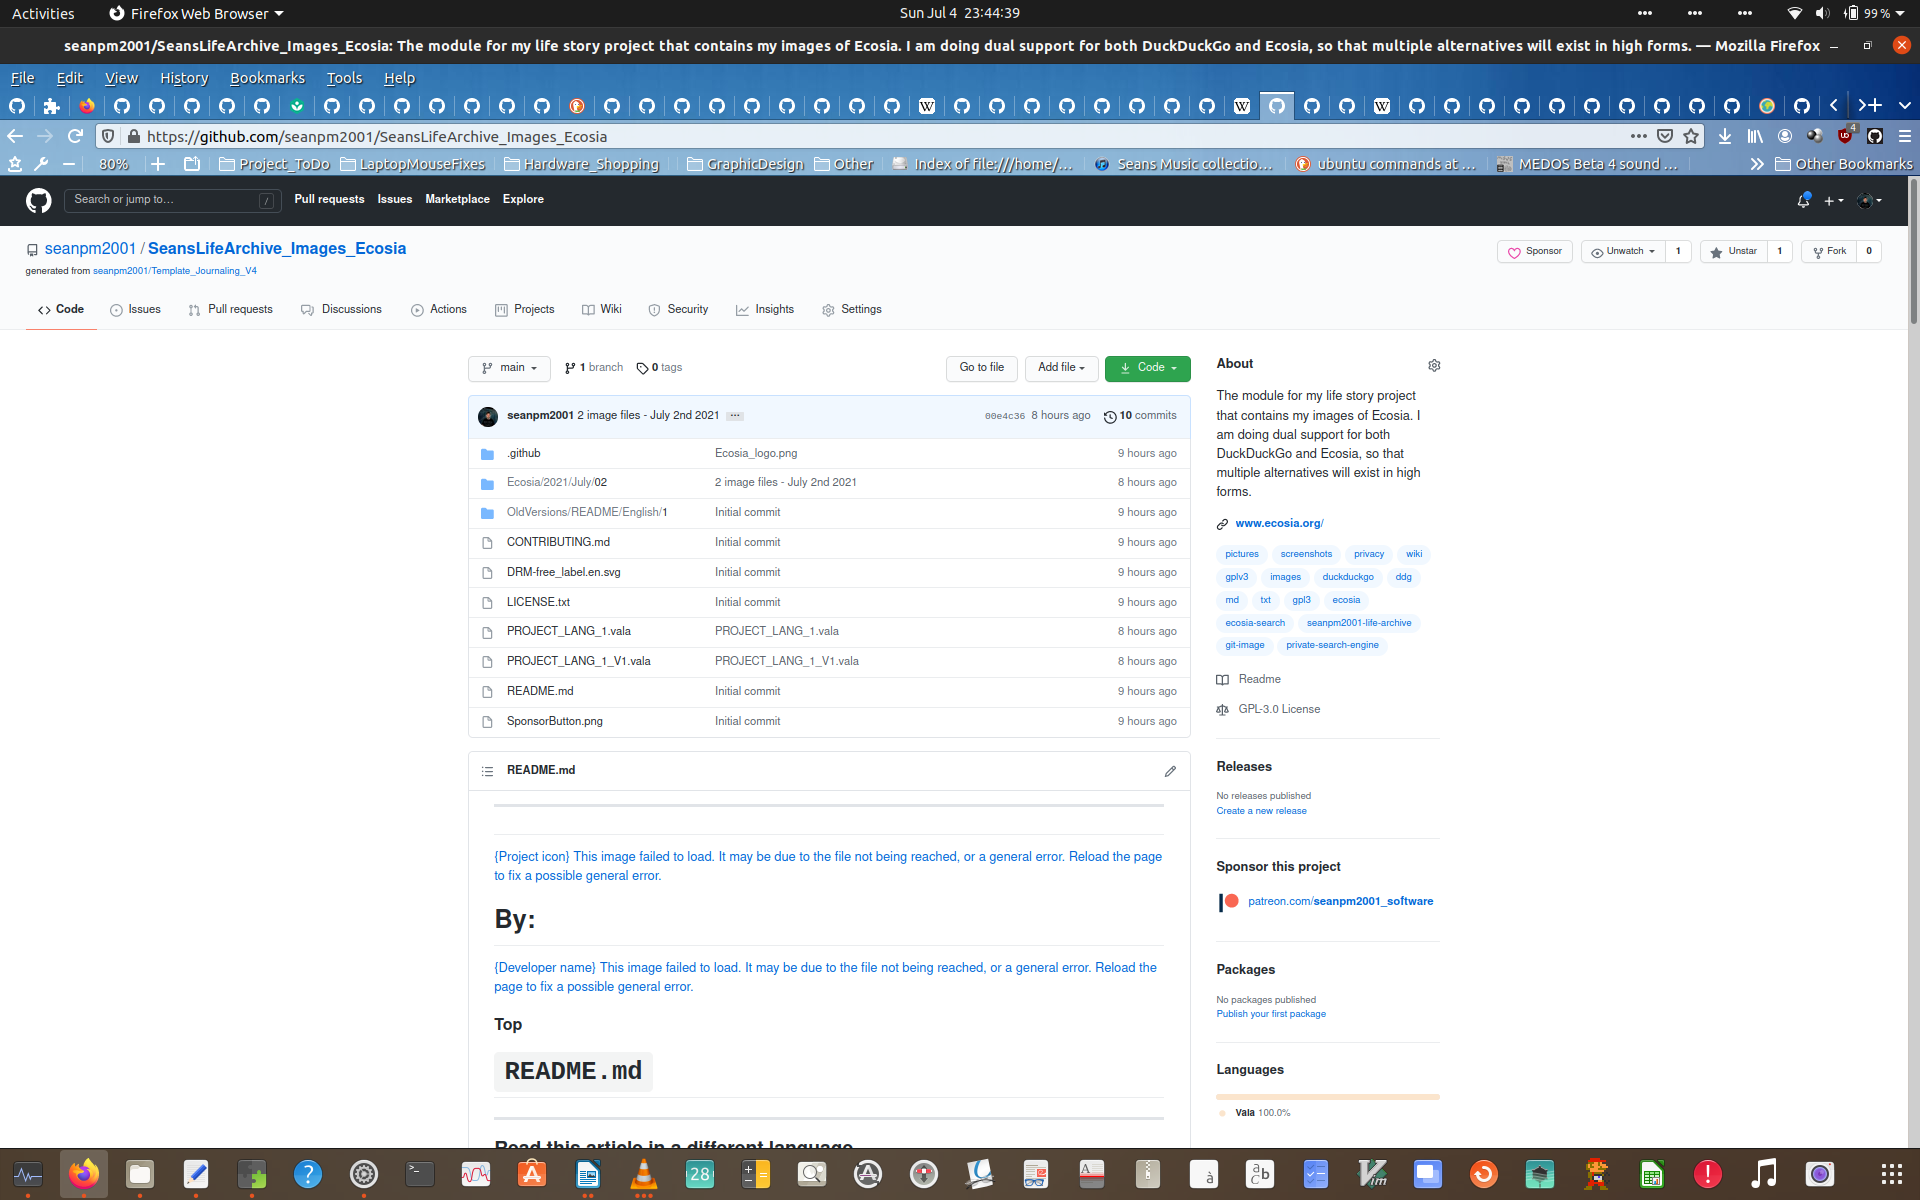 Activities Firefox Web Browser Sun Jul 4 23:44:39 99 %
seanpm2001/SeansLifeArchive_Images_Ecosia: The module for my life story project that contains my images of Ecosia. I am doing dual support for both DuckDuckGo and Ecosia, so that multiple alternatives will exist in high forms. — Mozilla Firefox
File Edit View History Bookmarks Tools Help
https://github.com/seanpm2001/SeansLifeArchive_Images_Ecosia 4
80% Project_ToDo LaptopMouseFixes Hardware_Shopping GraphicDesign Other Index of file:///home/... Seans Music collectio... ubuntu commands at ... MEDOS Beta 4 sound ... Other Bookmarks
Search or jump to... / Pull requests Issues Marketplace Explore
seanpm2001 / SeansLifeArchive_Images_Ecosia Sponsor Unwatch 1 Unstar 1 Fork 0
generated from seanpm2001/Template_Journaling_V4
Code Issues Pull requests Discussions Actions Projects Wiki Security Insights Settings
main 1 branch 0 tags Go to file Add file Code
seanpm2001 2 image files - July 2nd 2021 ... 00e4c36 8 hours ago 10 commits
.github Ecosia_logo.png 9 hours ago
Ecosia/2021/July/02 2 image files - July 2nd 2021 8 hours ago
OldVersions/README/English/1 Initial commit 9 hours ago
CONTRIBUTING.md Initial commit 9 hours ago
DRM-free_label.en.svg Initial commit 9 hours ago
LICENSE.txt Initial commit 9 hours ago
PROJECT_LANG_1.vala PROJECT_LANG_1.vala 8 hours ago
PROJECT_LANG_1_V1.vala PROJECT_LANG_1_V1.vala 8 hours ago
README.md Initial commit 9 hours ago
SponsorButton.png Initial commit 9 hours ago
README.md
{Project icon} This image failed to load. It may be due to the file not being reached, or a general error. Reload the page
to fix a possible general error.
By:
{Developer name} This image failed to load. It may be due to the file not being reached, or a general error. Reload the
page to fix a possible general error.
Top
README.md
Read this article in a different language
About
The module for my life story project
that contains my images of Ecosia. I
am doing dual support for both
DuckDuckGo and Ecosia, so that
multiple alternatives will exist in high
forms.
www.ecosia.org/
pictures screenshots privacy wiki
gplv3 images duckduckgo ddg
md txt gpl3 ecosia
ecosia-search seanpm2001-life-archive
git-image private-search-engine
Readme
GPL-3.0 License
Releases
No releases published
Create a new release
Sponsor this project
patreon.com/seanpm2001_software
Packages
No packages published
Publish your first package
Languages
Vala 100.0%
28